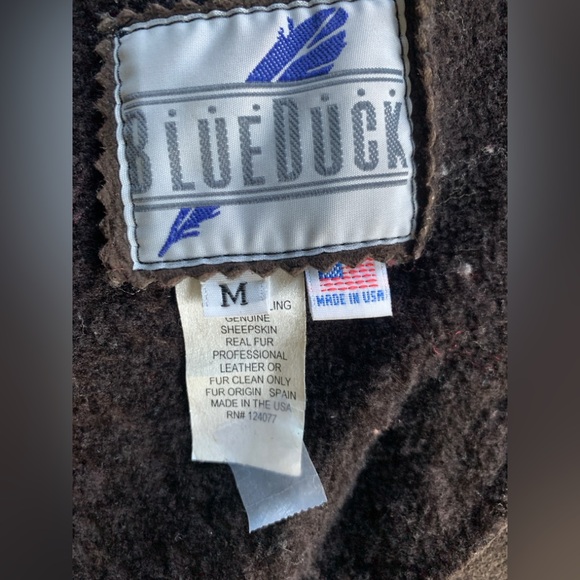 BLUEDUCK
M
MADE IN USA
LING
GENUINE
SHEEPSKIN
REAL FUR
PROFESSIONAL
LEATHER OR
FUR CLEAN ONLY
FUR ORIGIN SPAIN
MADE IN THE USA
RN# 124077